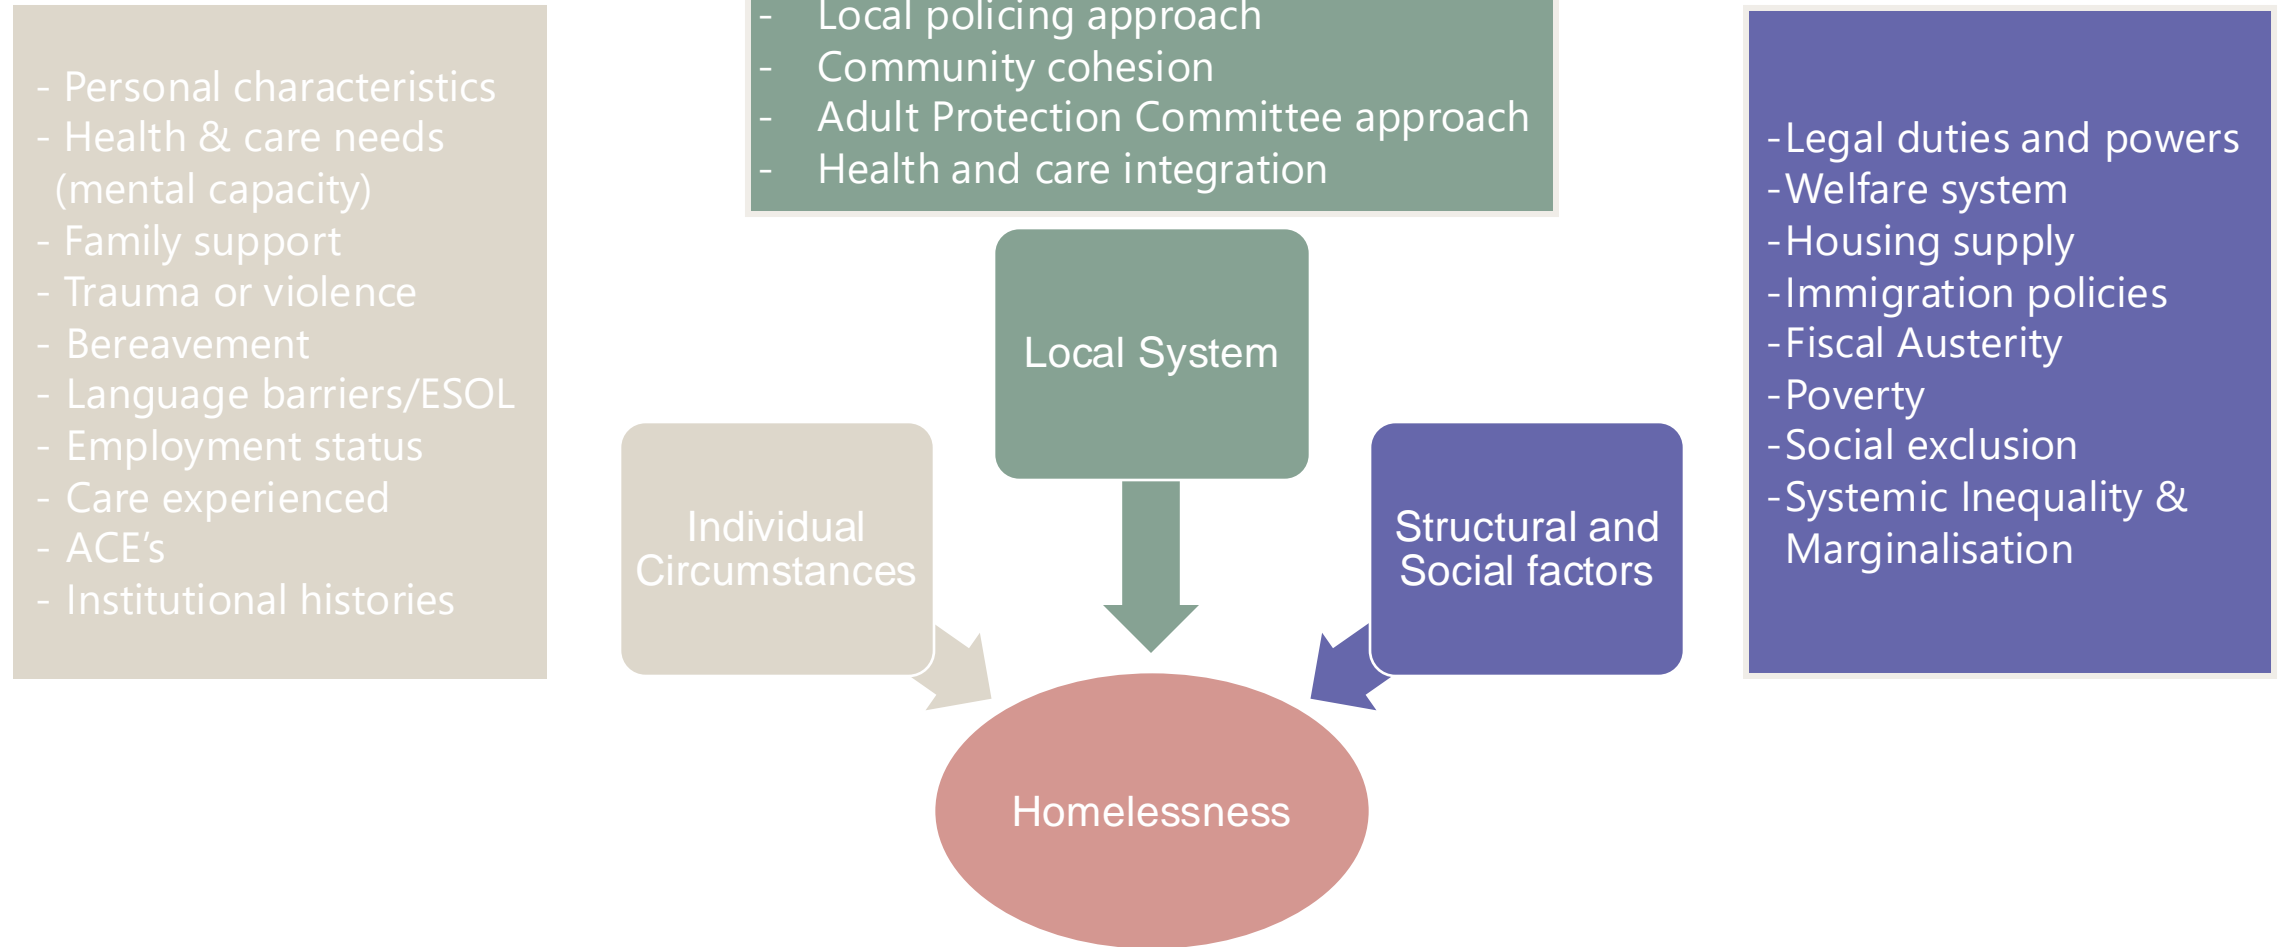 - Personal characteristics
- Health & care needs
(mental capacity)
- Family support
- Trauma or violence
- Bereavement
- Language barriers/ESOL
- Employment status
- Care experienced
- ACE’s
- Institutional histories
- Local policing approach
- Community cohesion
- Adult Protection Committee approach
- Health and care integration
Local System
Individual
Circumstances
Structural and
Social factors
Homelessness
-Legal duties and powers
-Welfare system
-Housing supply
-Immigration policies
-Fiscal Austerity
-Poverty
-Social exclusion
-Systemic Inequality &
Marginalisation